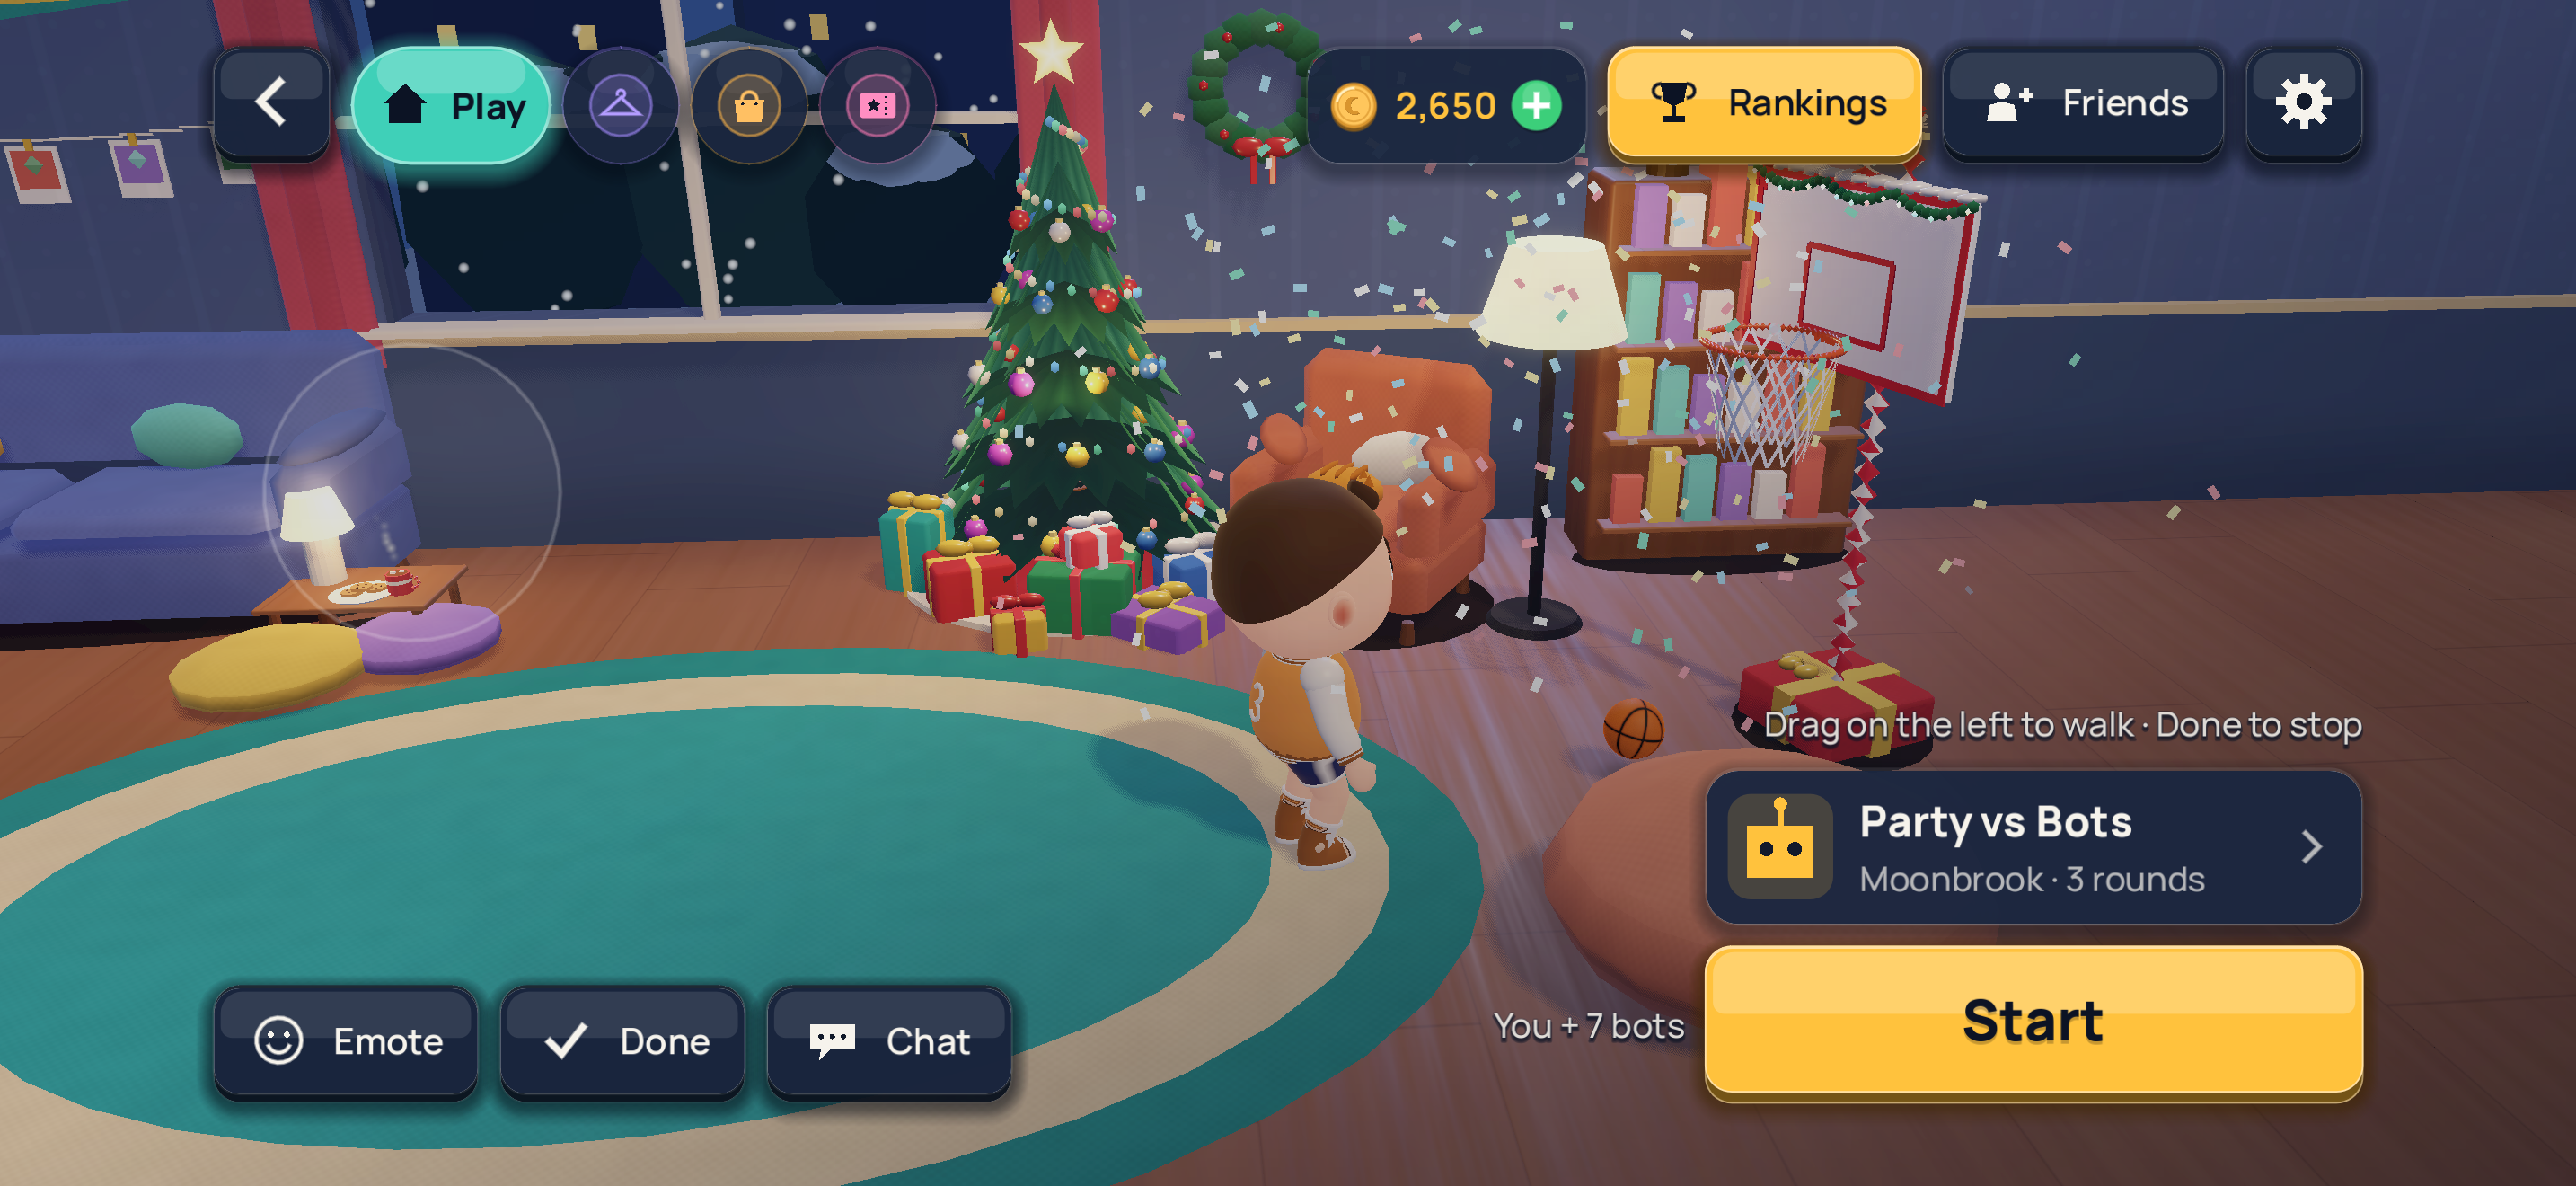 Play
2,650
Rankings
Friends
3
Drag on the left to walk · Done to stop
Party vs Bots
Moonbrook · 3 rounds
You + 7 bots
Start
Emote
Done
Chat